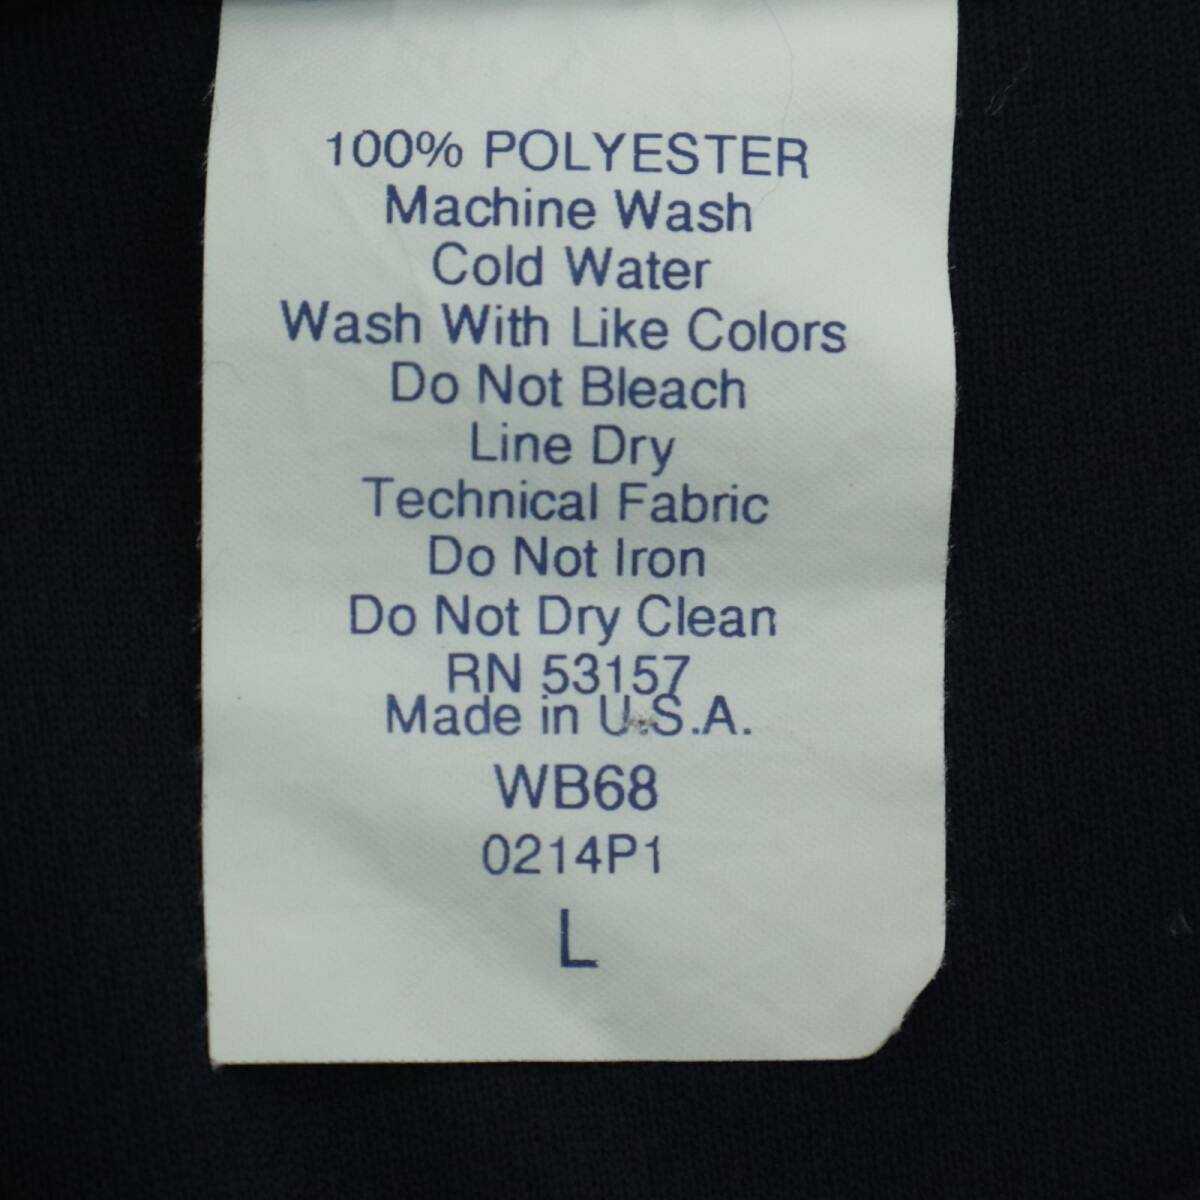 100% POLYESTER
Machine Wash
Cold Water
Wash With Like Colors
Do Not Bleach
Line Dry
Technical Fabric
Do Not Iron
Do Not Dry Clean
RN 53157
Made in U.S.A.
WB68
0214P1
L